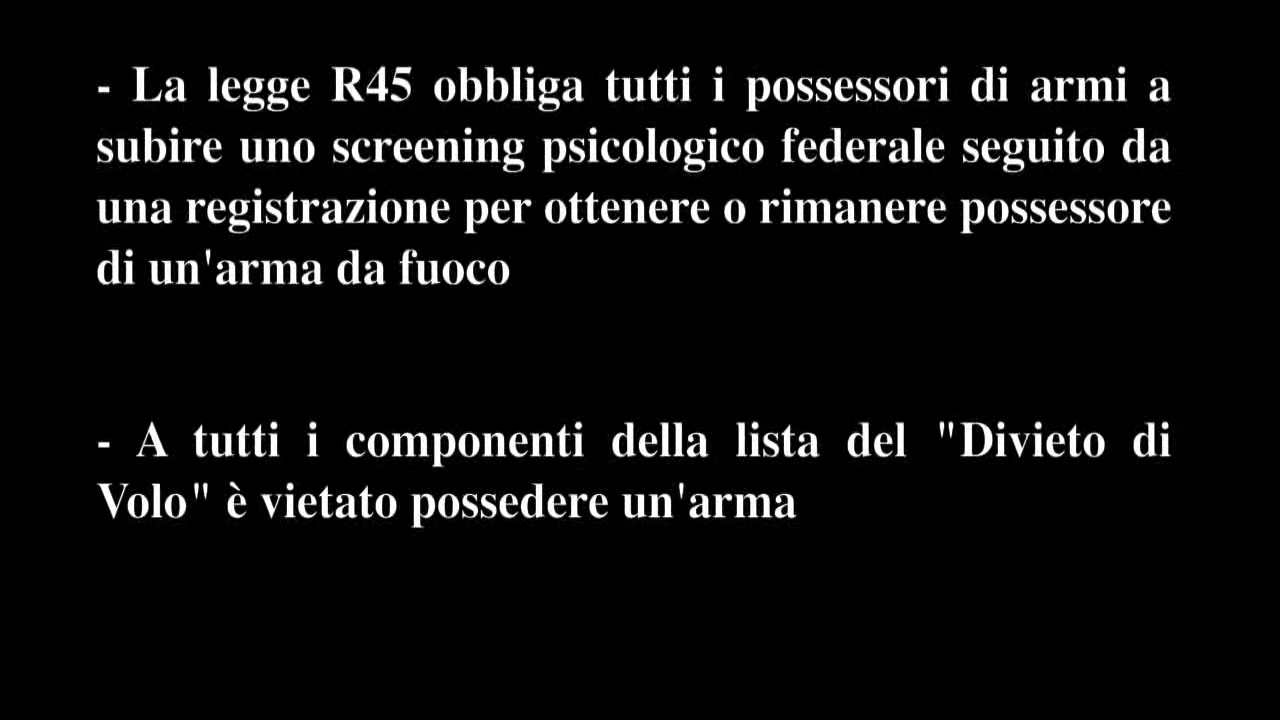 - La legge R45 obbliga tutti i possessori di armi a
subire uno screening psicologico federale seguito da
una registrazione per ottenere o rimanere possessore
di un'arma da fuoco
- A tutti i componenti della lista del "Divieto di
Volo" è vietato possedere un'arma